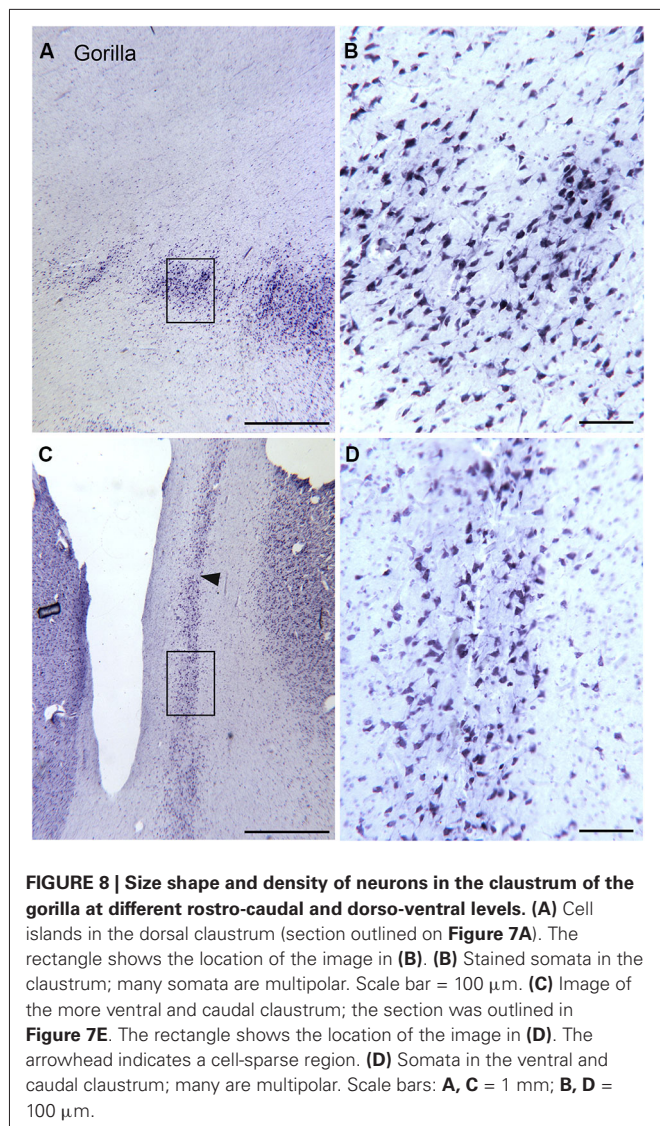 A Gorilla
B
C
D
FIGURE 8 | Size shape and density of neurons in the claustrum of the
gorilla at different rostro-caudal and dorso-ventral levels. (A) Cell
islands in the dorsal claustrum (section outlined on Figure 7A). The
rectangle shows the location of the image in (B). (B) Stained somata in the
claustrum; many somata are multipolar. Scale bar = 100 μm. (C) Image of
the more ventral and caudal claustrum; the section was outlined in
Figure 7E. The rectangle shows the location of the image in (D). The
arrowhead indicates a cell-sparse region. (D) Somata in the ventral and
caudal claustrum; many are multipolar. Scale bars: A, C = 1 mm; B, D =
100 μm.